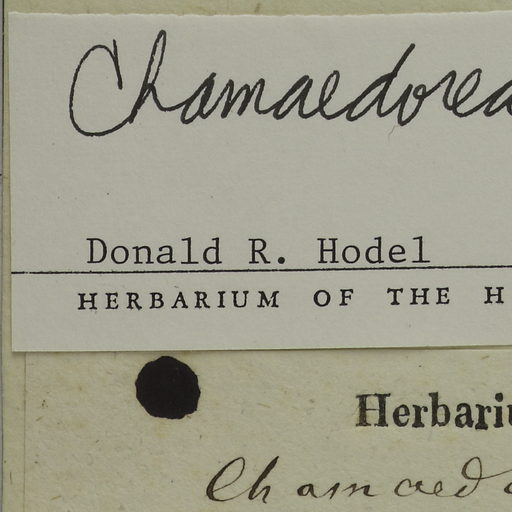 Chamaedorea
Donald R. Hodel
HERBARIUM OF THE H
Herbariu
Chamaedo